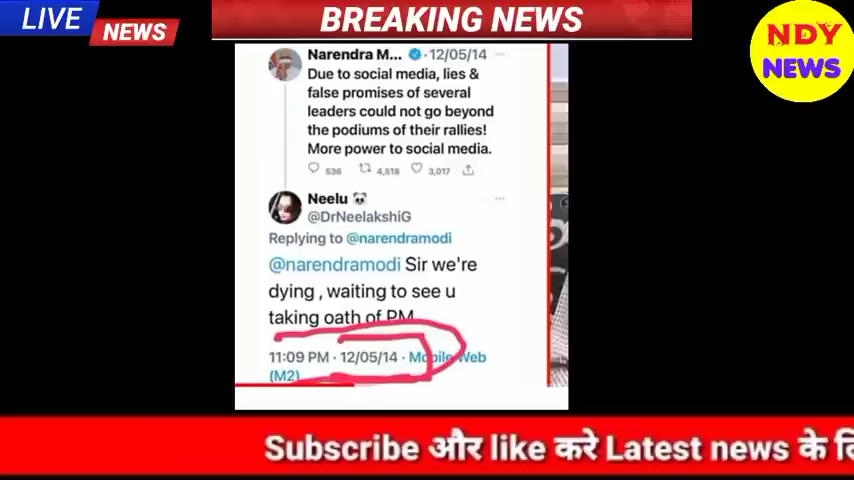 LIVE
NEWS
BREAKING NEWS
NDY
NEWS
Narendra M... · 12/05/14 ...
Due to social media, lies &
false promises of several
leaders could not go beyond
the podiums of their rallies!
More power to social media.
536 4,518 3,017
Neelu 🐼 ...
@DrNeelakshiG
Replying to @narendramodi
@narendramodi Sir we're
dying , waiting to see u
taking oath of PM
11:09 PM · 12/05/14 · Mobile Web
(M2)
Subscribe और like करे Latest news के